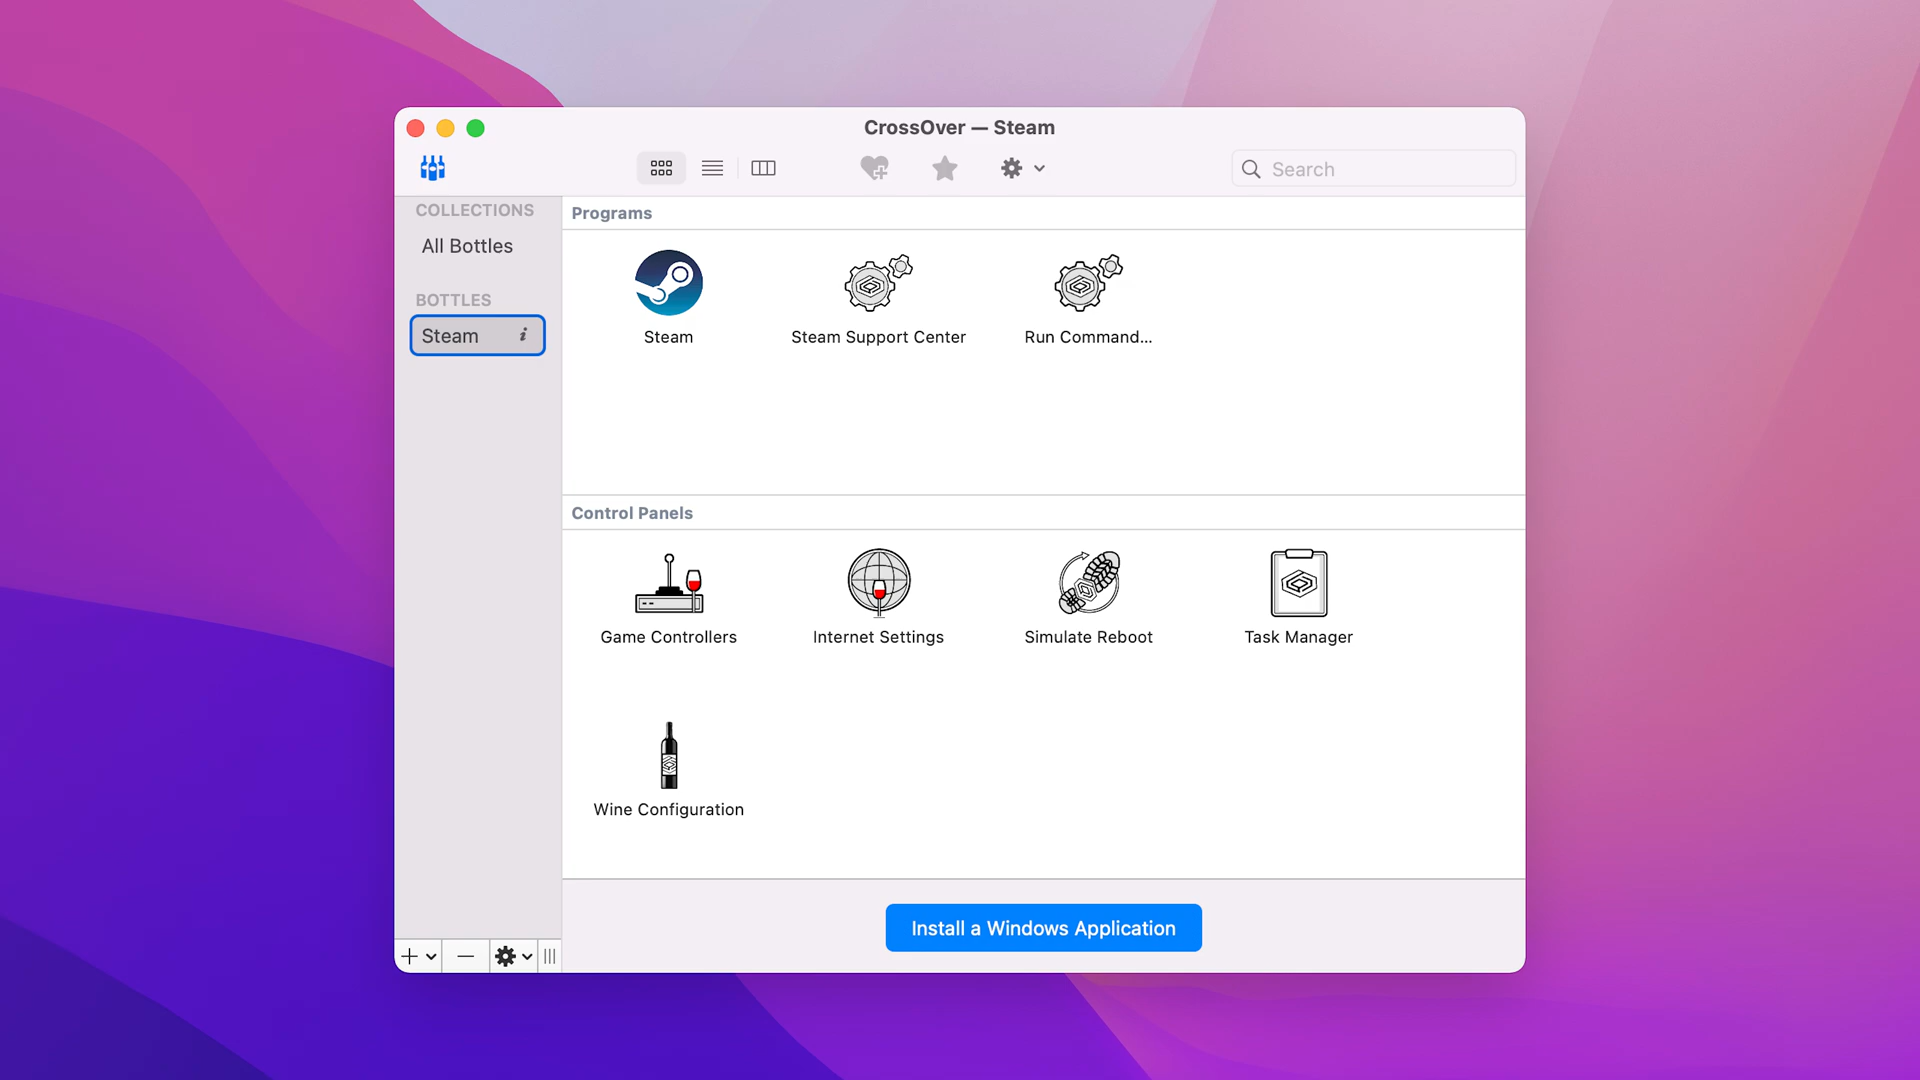 CrossOver — Steam
Search
COLLECTIONS
All Bottles
BOTTLES
Steam i
Programs
Steam
Steam Support Center
Run Command...
Control Panels
Game Controllers
Internet Settings
Simulate Reboot
Task Manager
Wine Configuration
Install a Windows Application